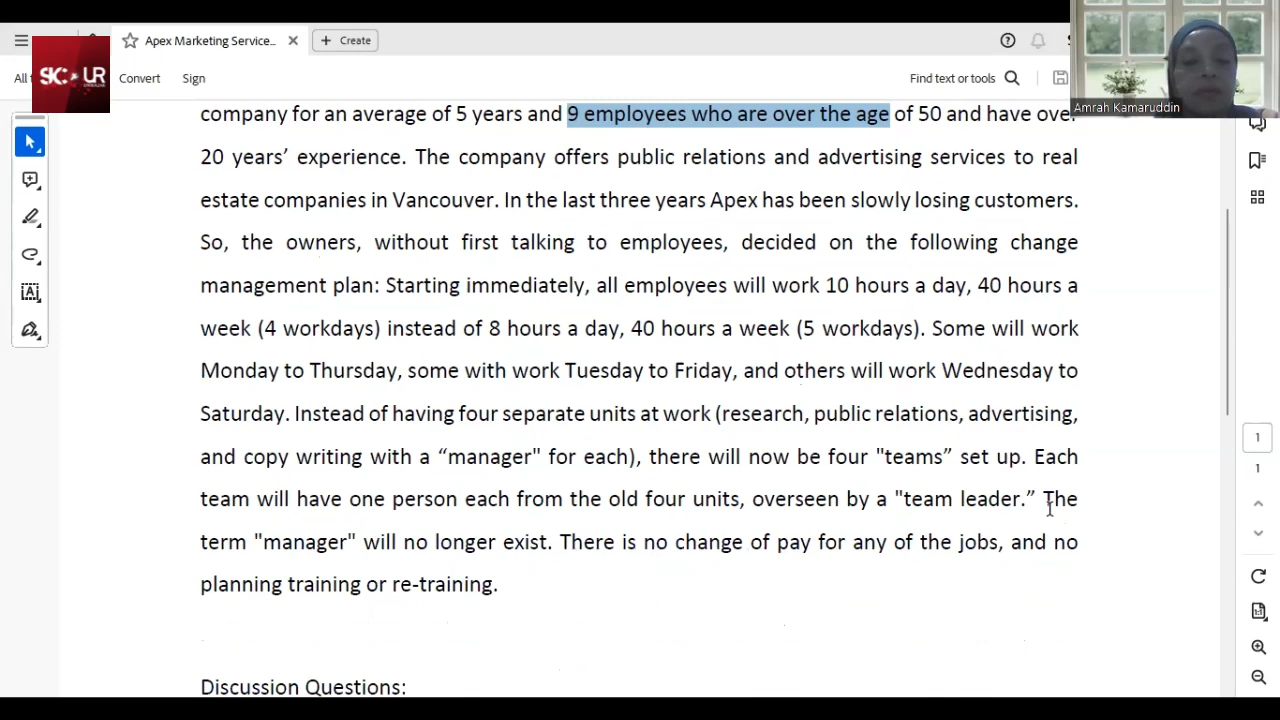 Apex Marketing Service...
Create
All
Convert
Sign
Find text or tools
SK UR
Amrah Kamaruddin
company for an average of 5 years and 9 employees who are over the age of 50 and have over
20 years’ experience. The company offers public relations and advertising services to real
estate companies in Vancouver. In the last three years Apex has been slowly losing customers.
So, the owners, without first talking to employees, decided on the following change
management plan: Starting immediately, all employees will work 10 hours a day, 40 hours a
week (4 workdays) instead of 8 hours a day, 40 hours a week (5 workdays). Some will work
Monday to Thursday, some with work Tuesday to Friday, and others will work Wednesday to
Saturday. Instead of having four separate units at work (research, public relations, advertising,
and copy writing with a “manager" for each), there will now be four "teams” set up. Each
team will have one person each from the old four units, overseen by a "team leader.” The
term "manager" will no longer exist. There is no change of pay for any of the jobs, and no
planning training or re-training.
Discussion Questions:
1
1